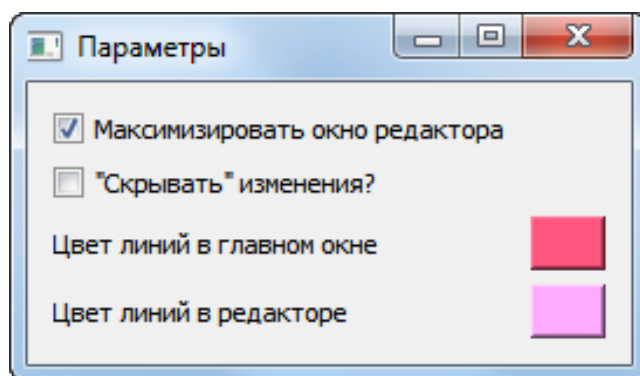 Параметры
Максимизировать окно редактора
"Скрывать" изменения?
Цвет линий в главном окне
Цвет линий в редакторе